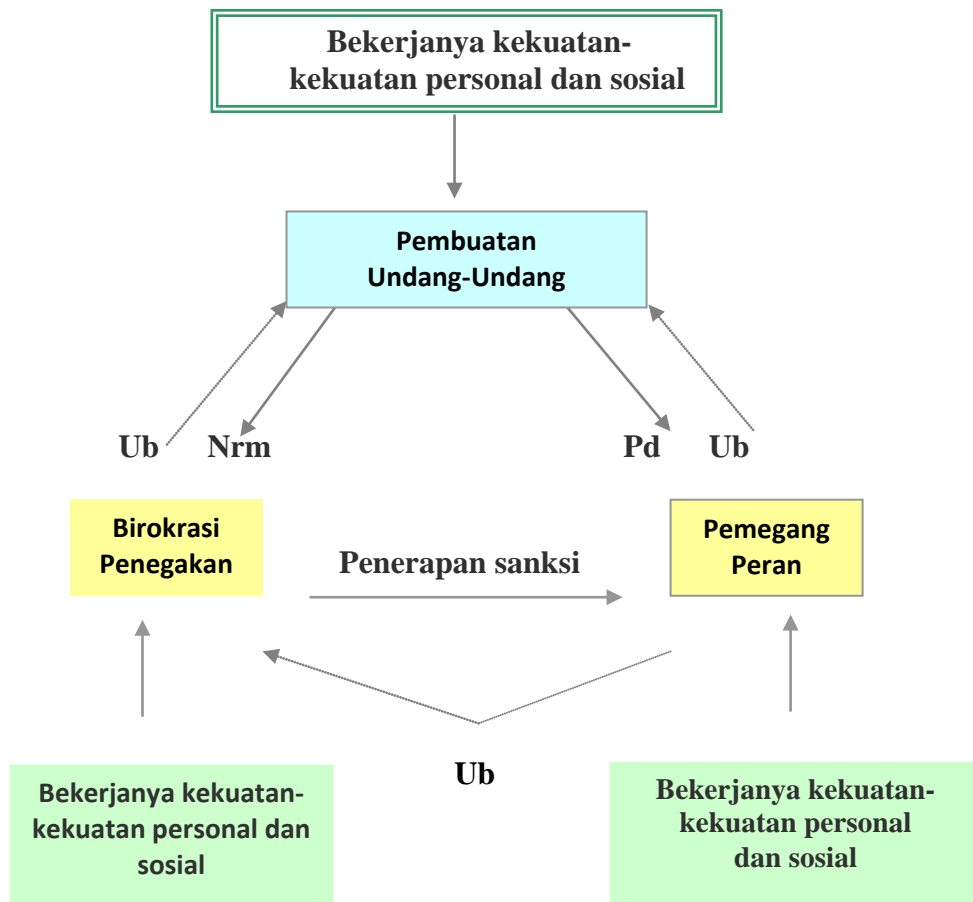 Bekerjanya kekuatan-
kekuatan personal dan sosial
Pembuatan
Undang-Undang
Ub
Nrm
Pd
Ub
Birokrasi
Penegakan
Penerapan sanksi
Pemegang
Peran
Ub
Bekerjanya kekuatan-
kekuatan personal dan
sosial
Bekerjanya kekuatan-
kekuatan personal
dan sosial